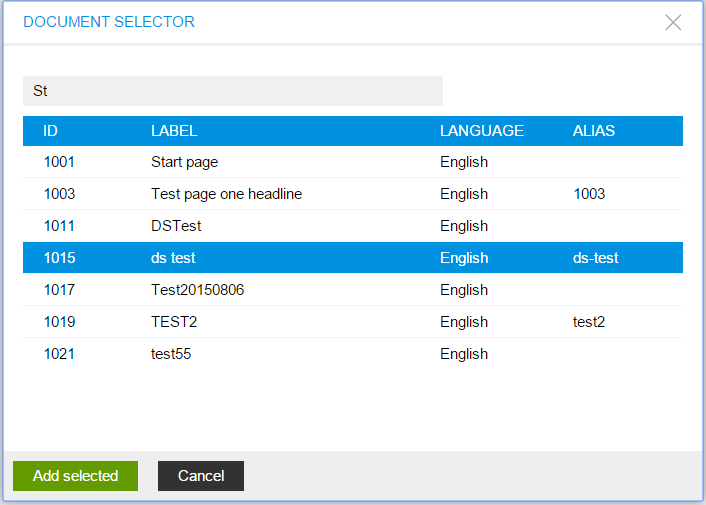 DOCUMENT SELECTOR
St
ID LABEL LANGUAGE ALIAS
1001 Start page English
1003 Test page one headline English 1003
1011 DSTest English
1015 ds test English ds-test
1017 Test20150806 English
1019 TEST2 English test2
1021 test55 English
Add selected Cancel